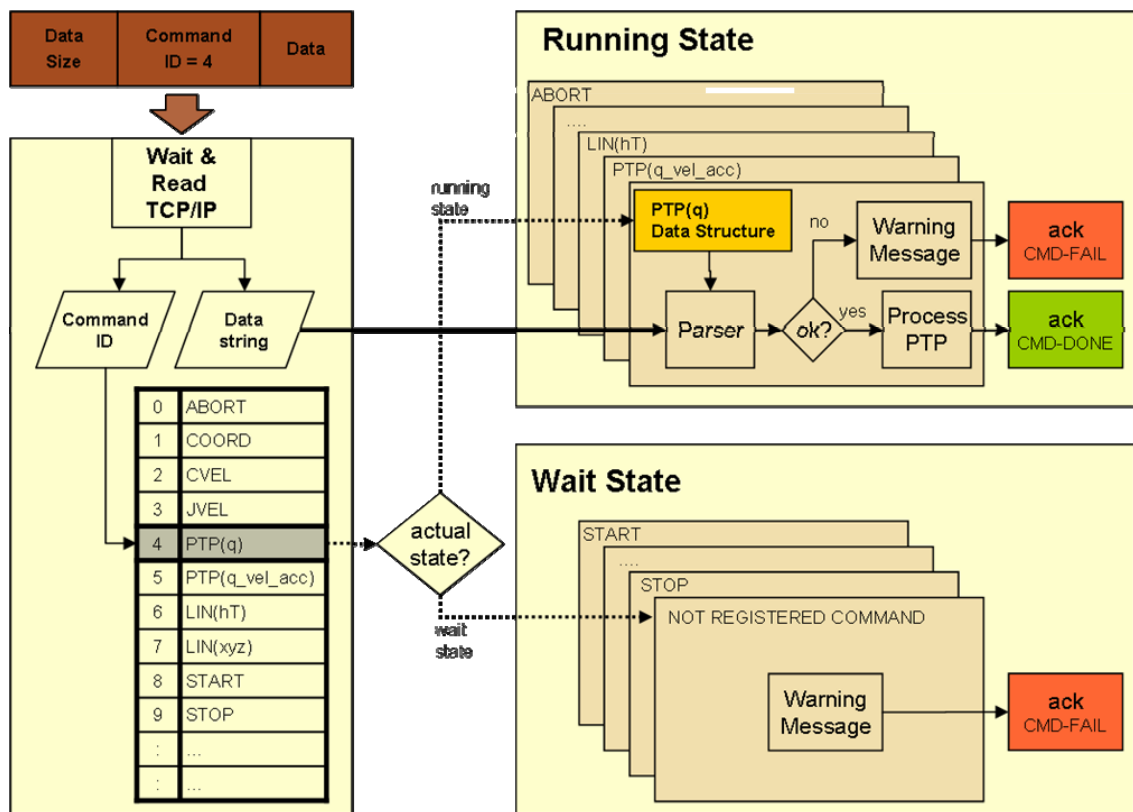 Data
Size
Command
ID = 4
Data
Wait &
Read
TCP/IP
Command
ID
Data
string
0 ABORT
1 COORD
2 CVEL
3 JVEL
4 PTP(q)
5 PTP(q_vel_acc)
6 LIN(hT)
7 LIN(xyz)
8 START
9 STOP
: ...
: ...
actual
state?
running
state
wait
state
Running State
ABORT
....
LIN(hT)
PTP(q_vel_acc)
PTP(q)
Data Structure
Parser
ok?
no
yes
Warning
Message
Process
PTP
ack
CMD-FAIL
ack
CMD-DONE
Wait State
START
....
STOP
NOT REGISTERED COMMAND
Warning
Message
ack
CMD-FAIL